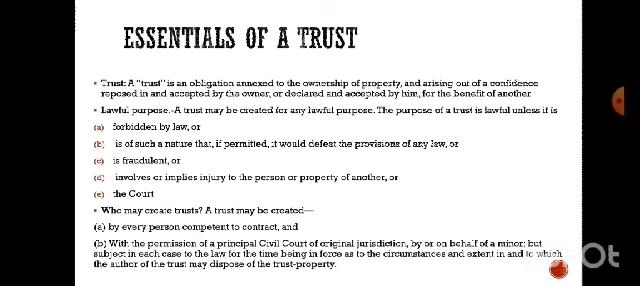 ESSENTIALS OF A TRUST
▪ Trust: A "trust" is an obligation annexed to the ownership of property, and arising out of a confidence
reposed in and accepted by the owner, or declared and accepted by him, for the benefit of another
▪ Lawful purpose.-A trust may be created for any lawful purpose. The purpose of a trust is lawful unless it is
(a) forbidden by law, or
(b) is of such a nature that, if permitted, it would defeat the provisions of any law, or
(c) is fraudulent, or
(d) involves or implies injury to the person or property of another, or
(e) the Court
▪ Who may create trusts? A trust may be created—
(a) by every person competent to contract, and
(b) With the permission of a principal Civil Court of original jurisdiction, by or on behalf of a minor; but
subject in each case to the law for the time being in force as to the circumstances and extent in and to which
the author of the trust may dispose of the trust-property.